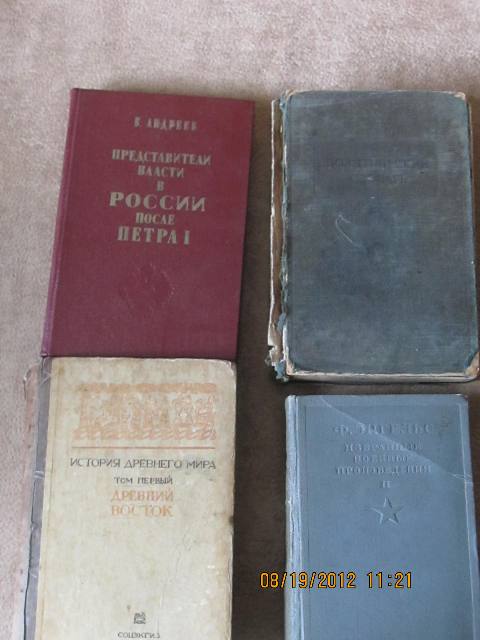 В. АНДРЕЕВ
ПРЕДСТАВИТЕЛИ
ВЛАСТИ
В
РОССИИ
ПОСЛЕ
ПЕТРА I
ИСТОРИЯ ДРЕВНЕГО МИРА
ТОМ ПЕРВЫЙ
ДРЕВНИЙ
ВОСТОК
СОЦЭКГИЗ
Ф. ЭНГЕЛЬС
ИЗБРАННЫЕ
ВОЕННЫЕ
ПРОИЗВЕДЕНИЯ
II
08/19/2012 11:21